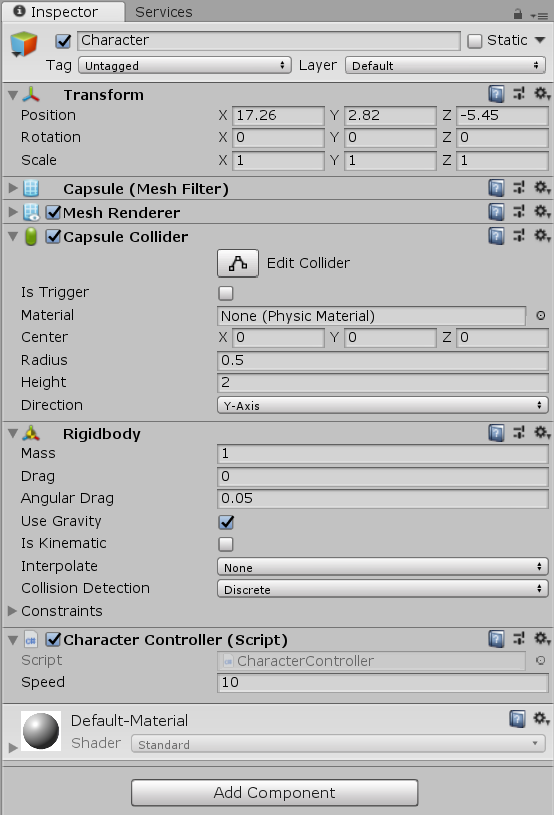 Inspector Services
Character Static
Tag Untagged Layer Default
Transform
Position X 17.26 Y 2.82 Z -5.45
Rotation X 0 Y 0 Z 0
Scale X 1 Y 1 Z 1
Capsule (Mesh Filter)
Mesh Renderer
Capsule Collider
Edit Collider
Is Trigger
Material None (Physic Material)
Center X 0 Y 0 Z 0
Radius 0.5
Height 2
Direction Y-Axis
Rigidbody
Mass 1
Drag 0
Angular Drag 0.05
Use Gravity
Is Kinematic
Interpolate None
Collision Detection Discrete
Constraints
Character Controller (Script)
Script CharacterController
Speed 10
Default-Material
Shader Standard
Add Component